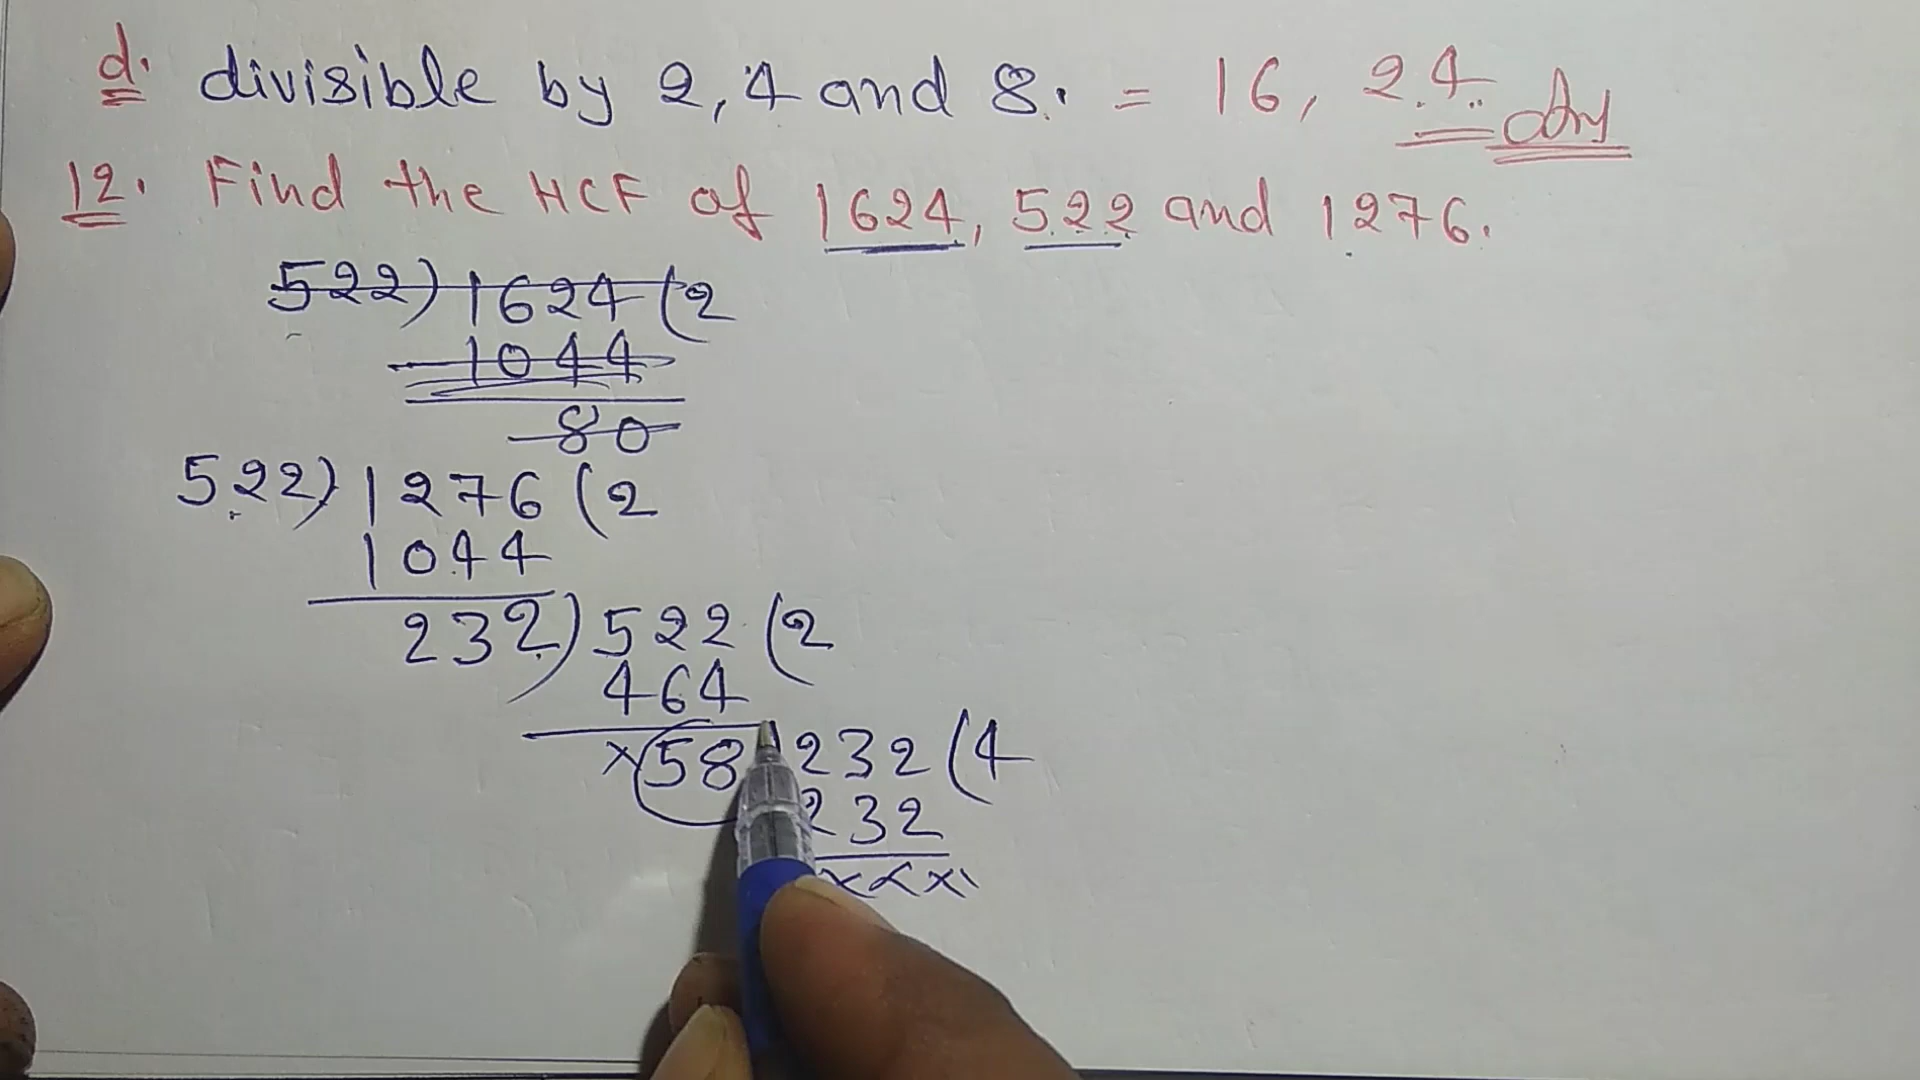 d. divisible by 2, 4 and 8. = 16, 24 Ans
12. Find the HCF of 1624, 522 and 1276.
522) 1624 (2
1044
80
522) 1276 (2
1044
232) 522 (2
464
×58 232 (4
232
×××